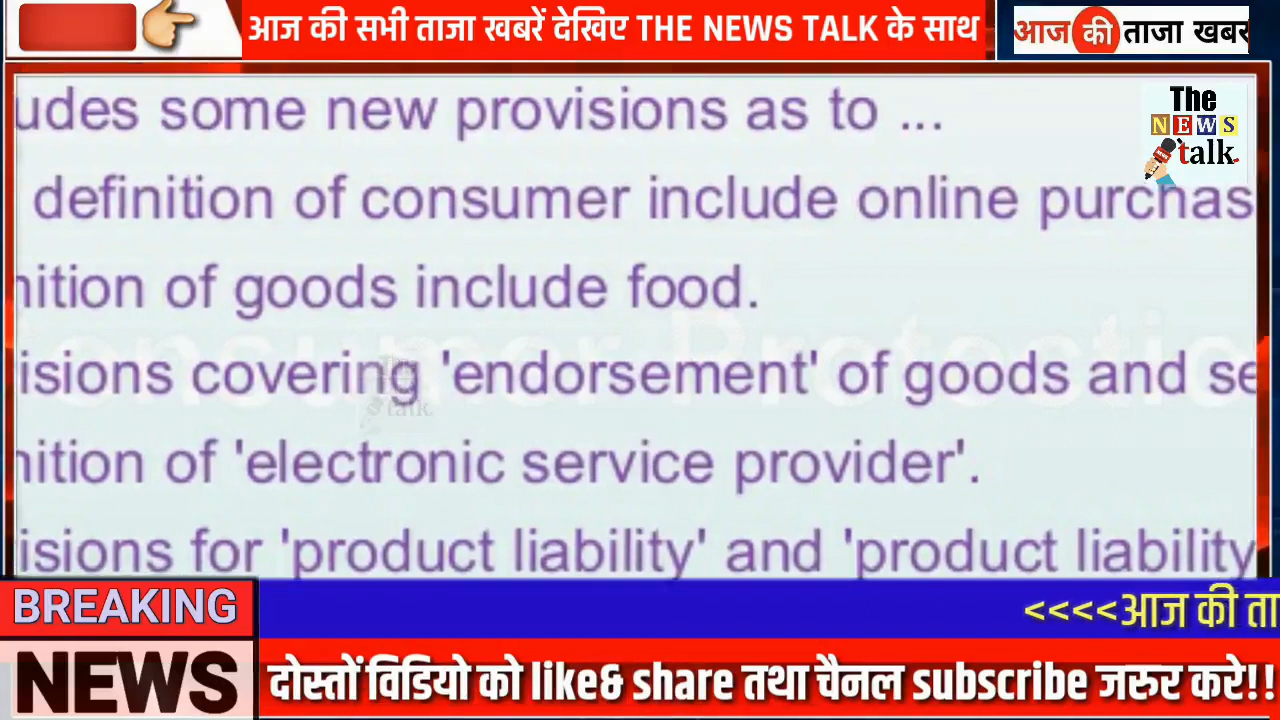 आज की सभी ताजा खबरें देखिए THE NEWS TALK के साथ
आज की ताजा खबर
The
NEWS
talk.
udes some new provisions as to ...
definition of consumer include online purchas
nition of goods include food.
Consumer Protectio
isions covering 'endorsement' of goods and se
nition of 'electronic service provider'.
isions for 'product liability' and 'product liability
BREAKING
<<<<आज की ता
NEWS
दोस्तों विडियो को like& share तथा चैनल subscribe जरुर करे!!